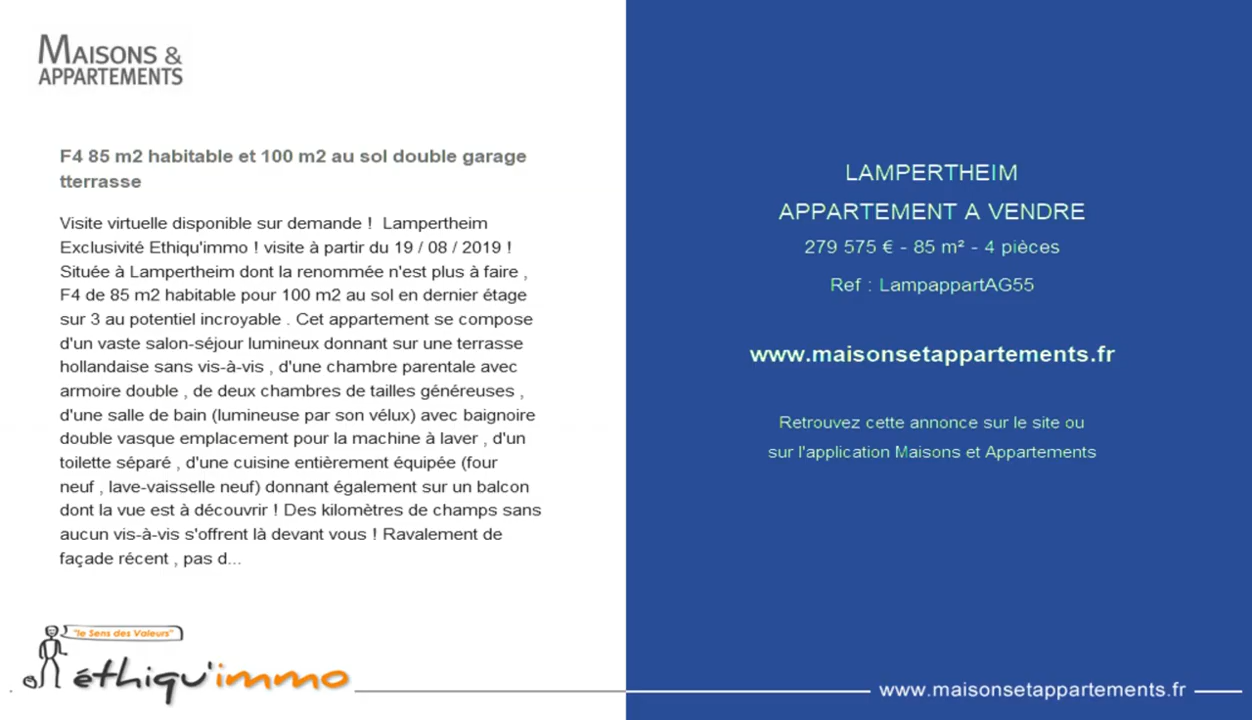 MAISONS &
APPARTEMENTS
F4 85 m2 habitable et 100 m2 au sol double garage
tterrasse
Visite virtuelle disponible sur demande ! Lampertheim
Exclusivité Ethiqu'immo ! visite à partir du 19 / 08 / 2019 !
Située à Lampertheim dont la renommée n'est plus à faire ,
F4 de 85 m2 habitable pour 100 m2 au sol en dernier étage
sur 3 au potentiel incroyable . Cet appartement se compose
d'un vaste salon-séjour lumineux donnant sur une terrasse
hollandaise sans vis-à-vis , d'une chambre parentale avec
armoire double , de deux chambres de tailles généreuses ,
d'une salle de bain (lumineuse par son vélux) avec baignoire
double vasque emplacement pour la machine à laver , d'un
toilette séparé , d'une cuisine entièrement équipée (four
neuf , lave-vaisselle neuf) donnant également sur un balcon
dont la vue est à découvrir ! Des kilomètres de champs sans
aucun vis-à-vis s'offrent là devant vous ! Ravalement de
façade récent , pas d...
"le Sens des Valeurs"
éthiqu'immo
LAMPERTHEIM
APPARTEMENT A VENDRE
279 575 € - 85 m² - 4 pièces
Ref : LampappartAG55
www.maisonsetappartements.fr
Retrouvez cette annonce sur le site ou
sur l'application Maisons et Appartements
www.maisonsetappartements.fr